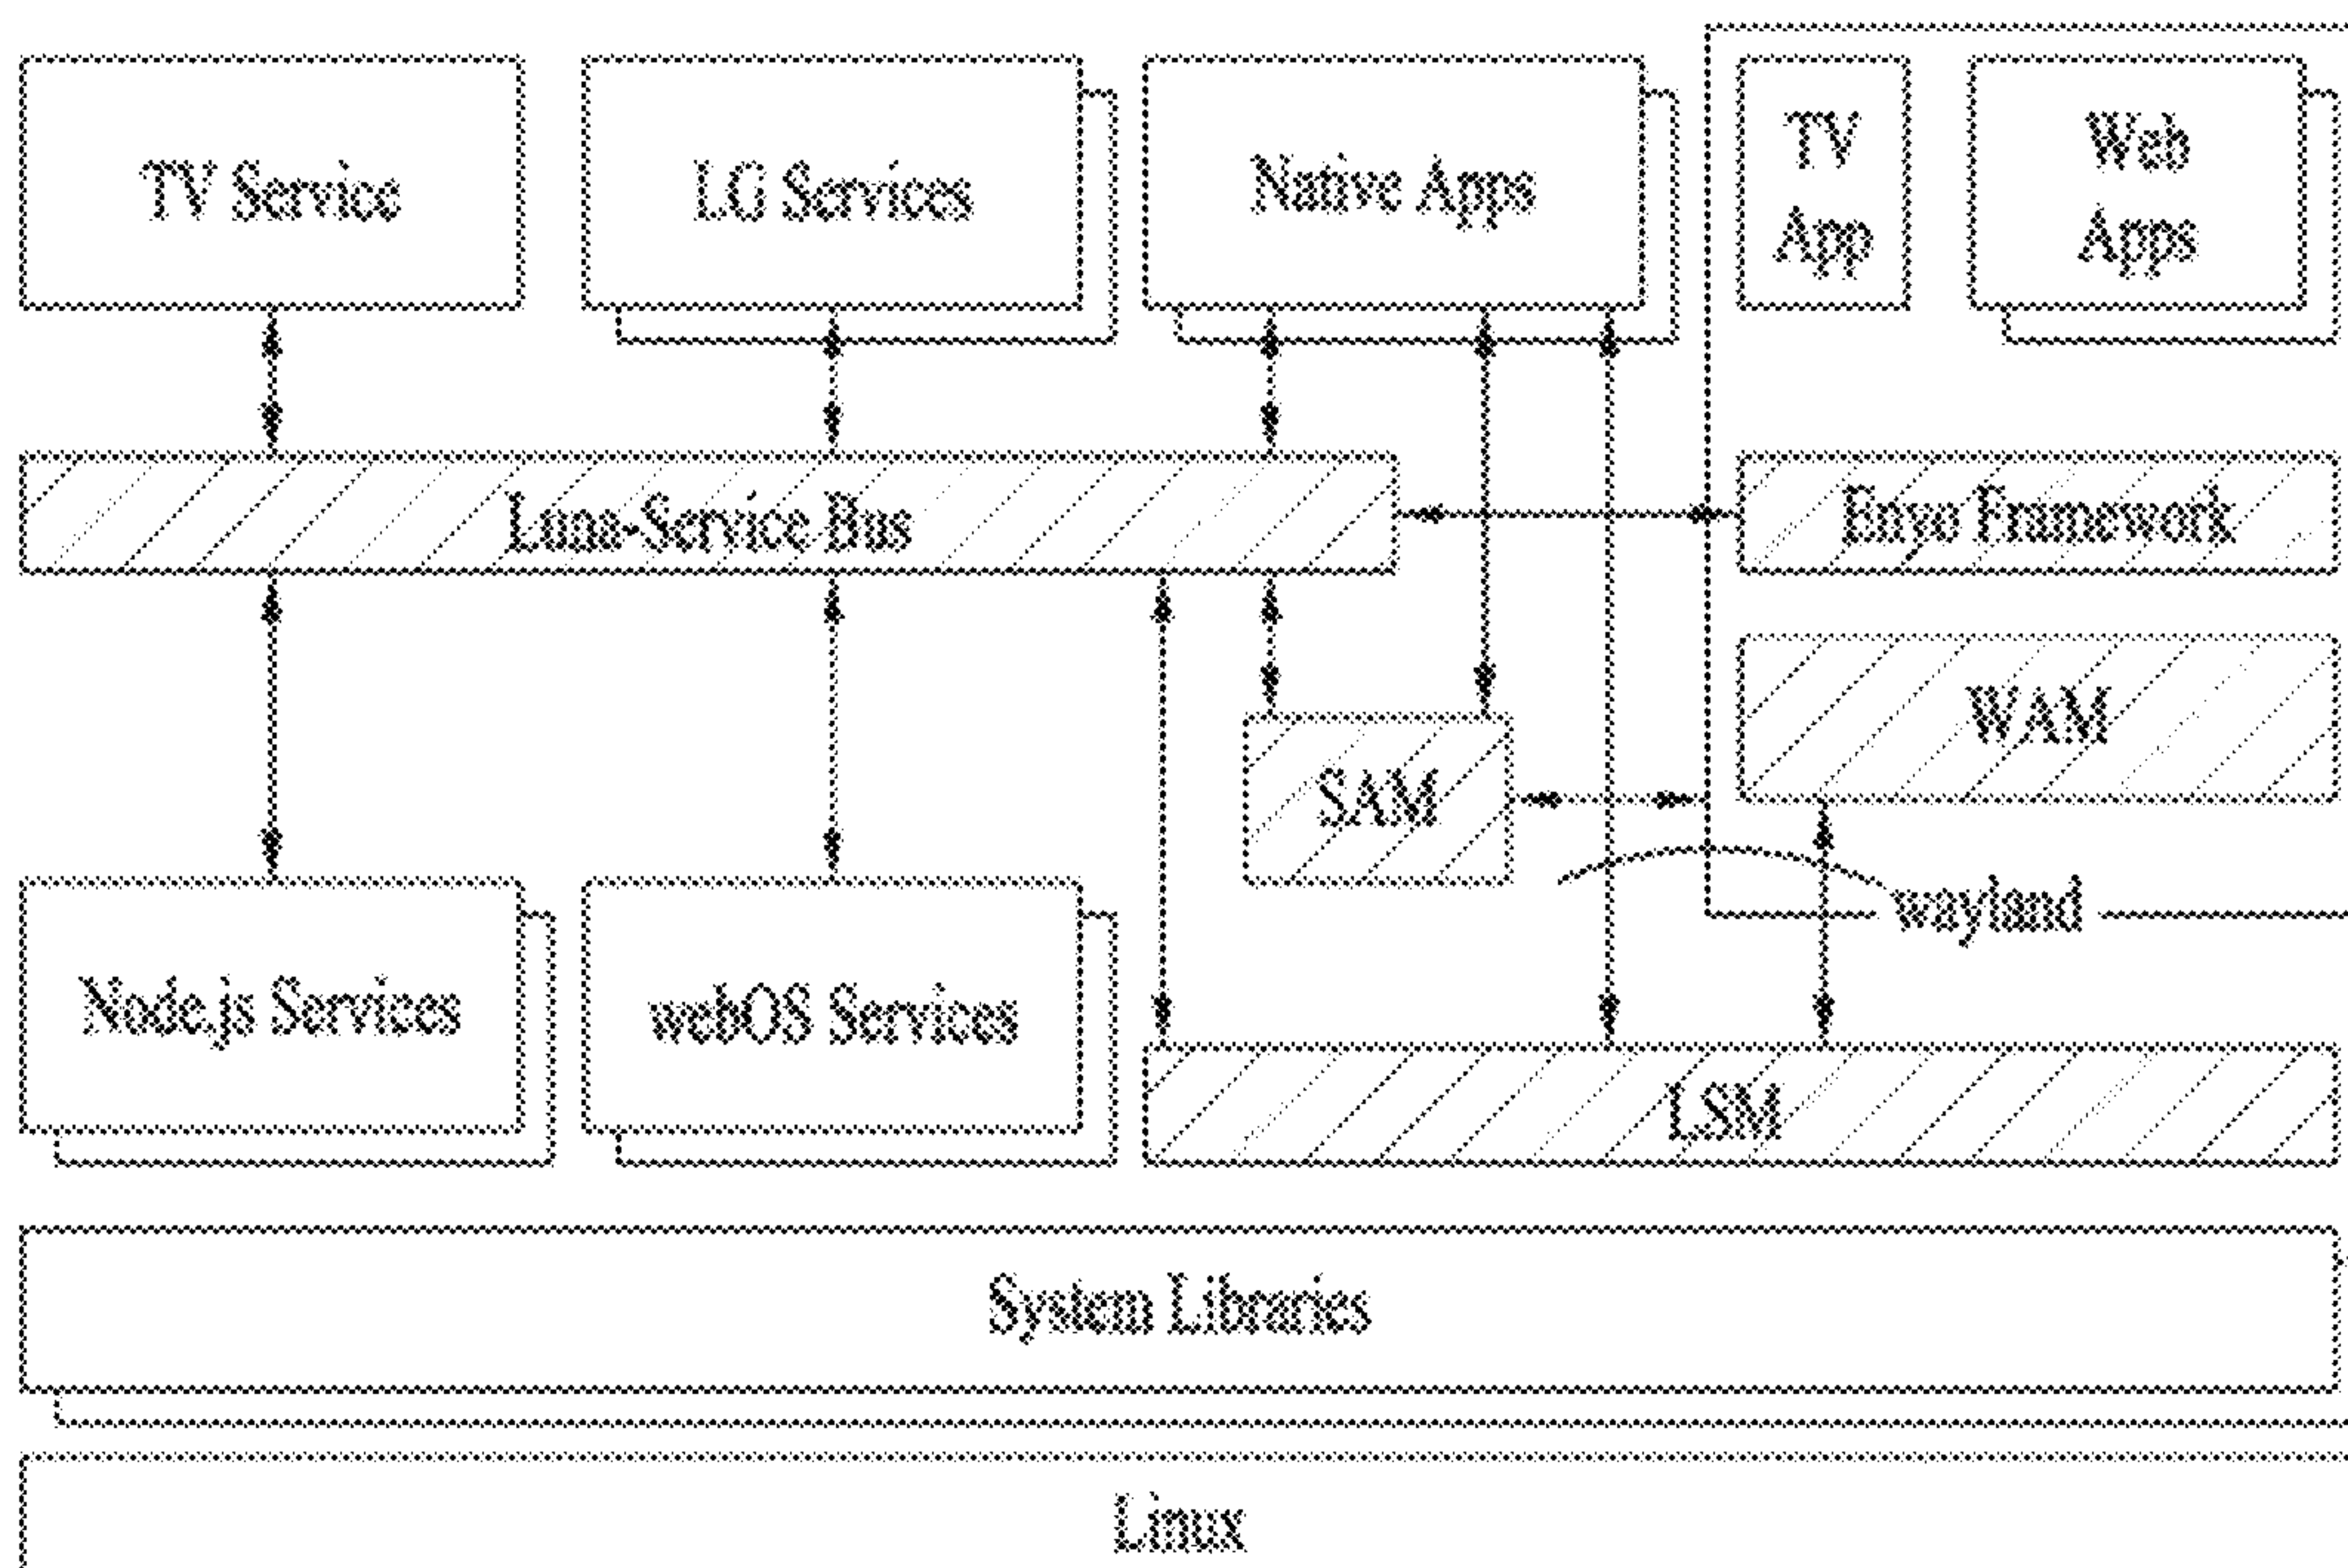 TV Service
LG Services
Native Apps
TV
App
Web
Apps
Luna-Service Bus
Enyo Framework
WAM
SAM
wayland
Node.js Services
webOS Services
LSM
System Libraries
Linux